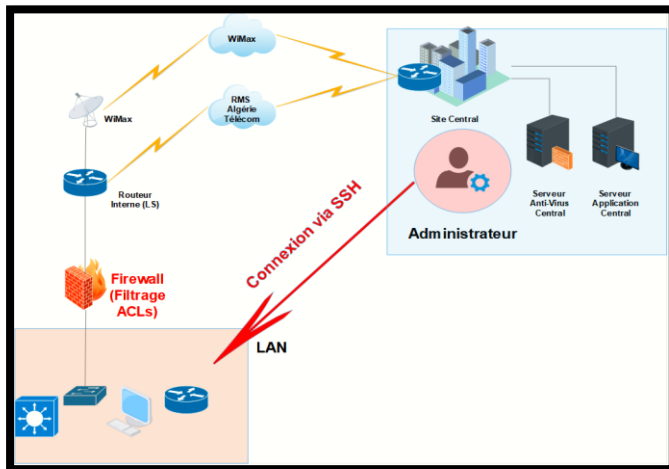 WiMax
RMS
Algérie
Télécom
WiMax
Routeur
Interne (LS)
Firewall
(Filtrage
ACLs)
LAN
Connexion via SSH
Site Central
Administrateur
Serveur
Anti-Virus
Central
Serveur
Application
Central